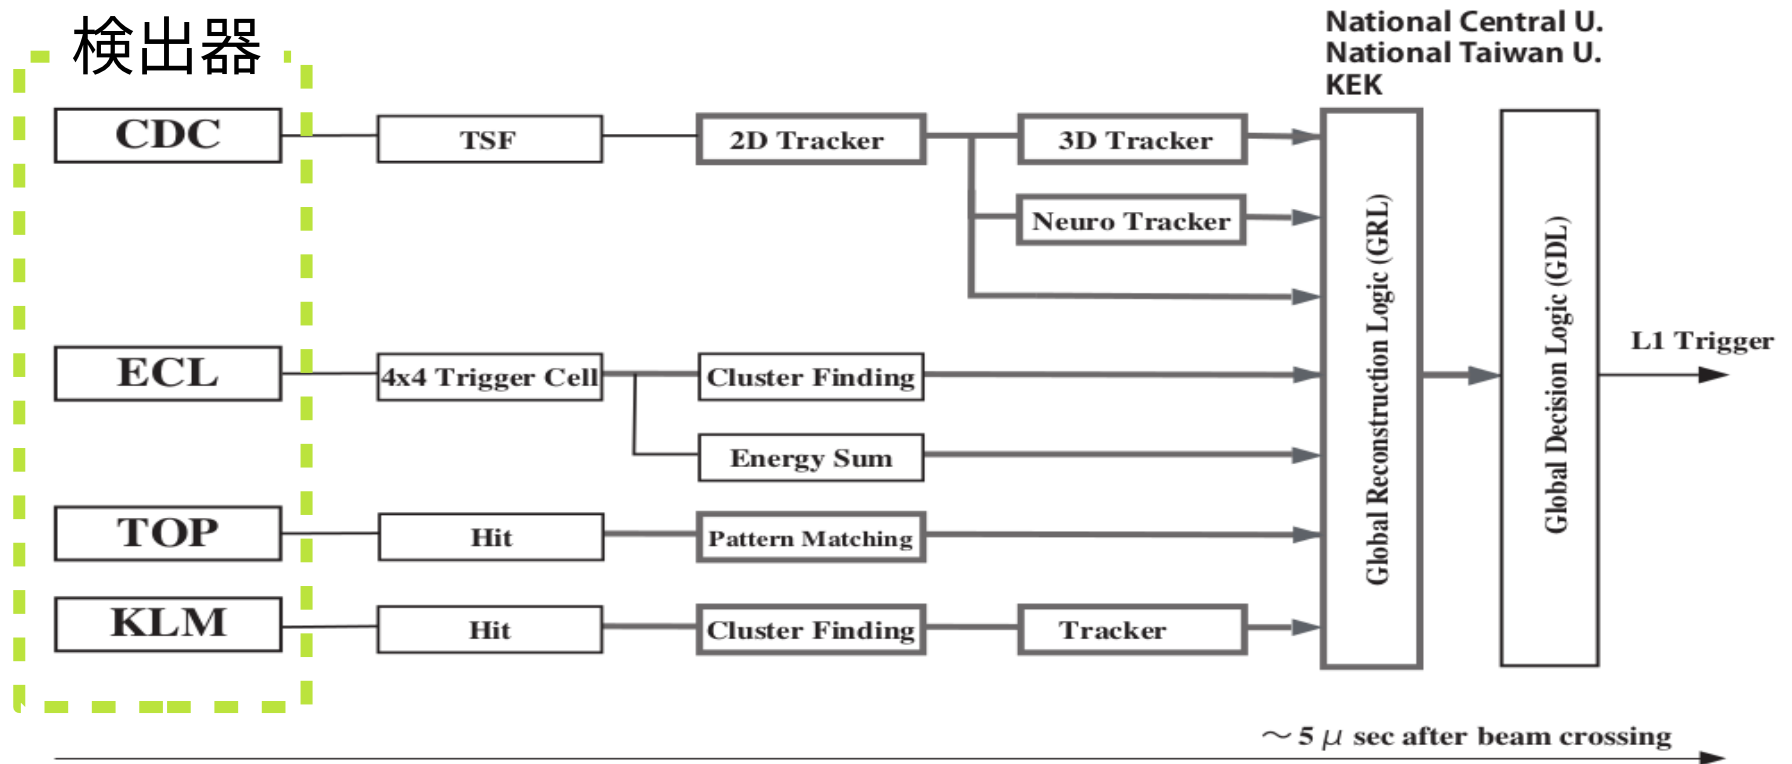 検出器
National Central U.
National Taiwan U.
KEK
CDC
TSF
2D Tracker
3D Tracker
Neuro Tracker
ECL
4x4 Trigger Cell
Cluster Finding
Energy Sum
TOP
Hit
Pattern Matching
KLM
Hit
Cluster Finding
Tracker
Global Reconstruction Logic (GRL)
Global Decision Logic (GDL)
L1 Trigger
～ 5 μ sec after beam crossing